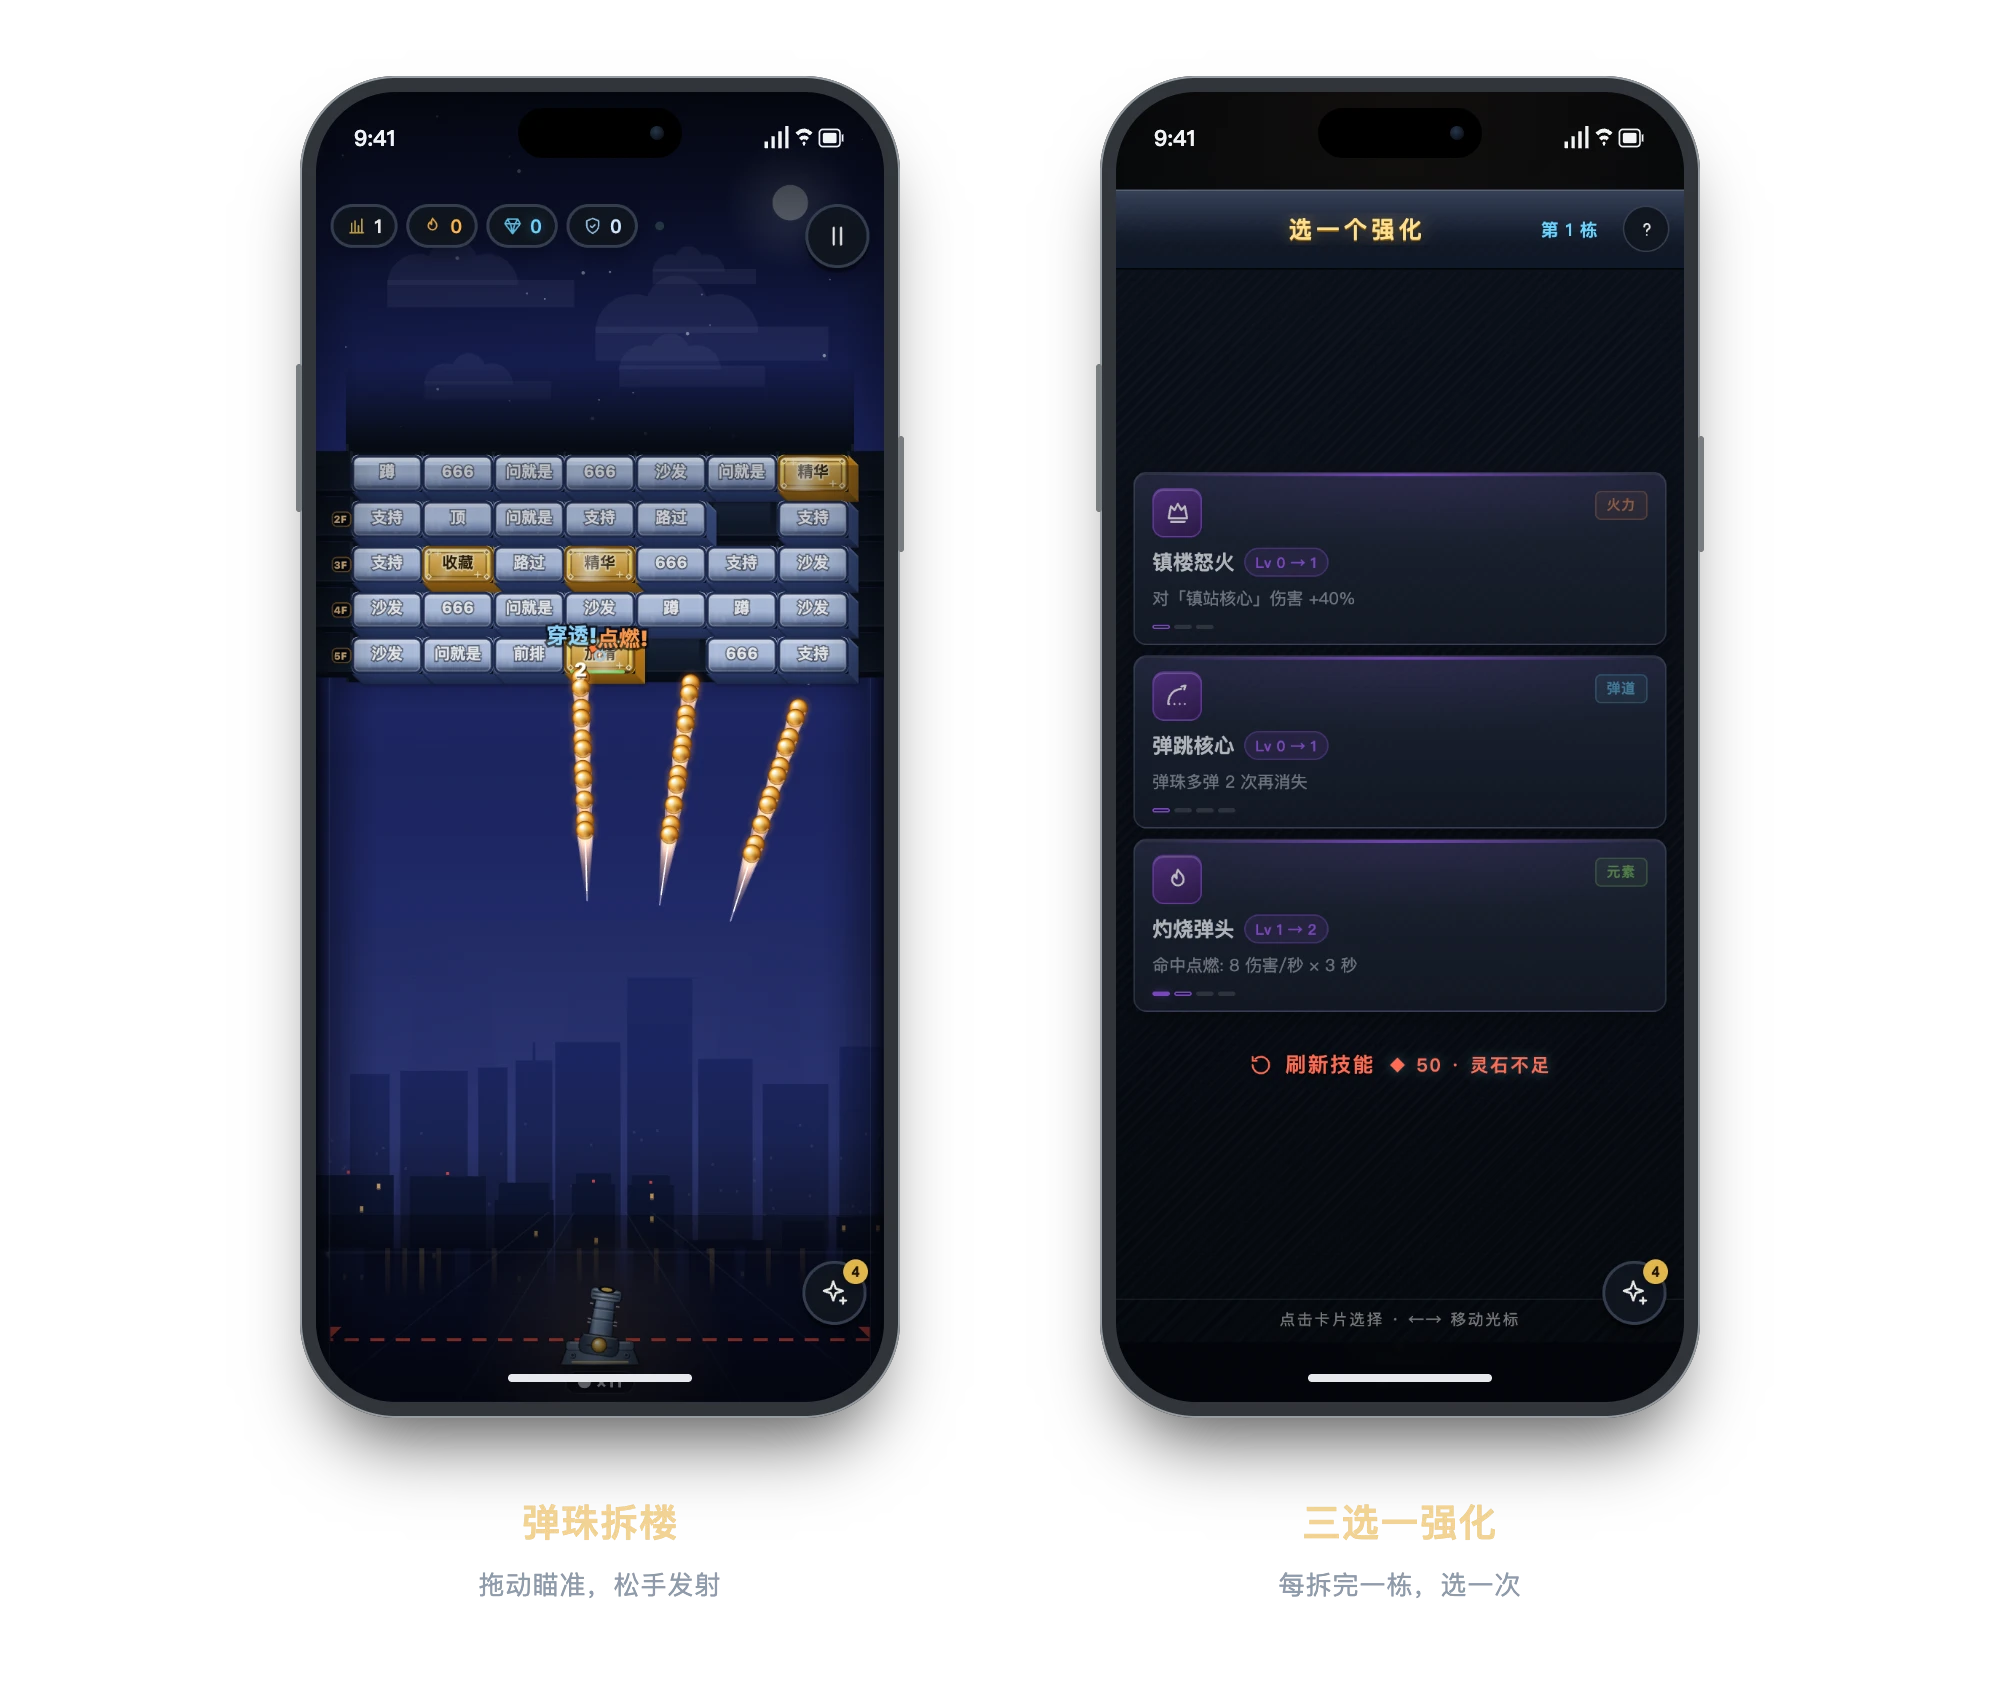 9:41
1 0 0 0
蹲 666 问就是 666 沙发 问就是 精华
2F 支持 顶 问就是 支持 路过 支持
3F 支持 收藏 路过 精华 666 支持 沙发
4F 沙发 666 问就是 沙发 蹲 蹲 沙发
穿透! 点燃!
5F 沙发 问就是 前排 666 支持
2
4
弹珠拆楼
拖动瞄准，松手发射
9:41
选一个强化 第 1 栋 ?
火力
镇楼怒火 Lv 0→1
对「镇站核心」伤害 +40%
弹道
弹跳核心 Lv 0→1
弹珠多弹 2 次再消失
元素
灼烧弹头 Lv 1→2
命中点燃: 8 伤害/秒 × 3 秒
刷新技能 ◆ 50 · 灵石不足
4
点击卡片选择 · ←→ 移动光标
三选一强化
每拆完一栋，选一次